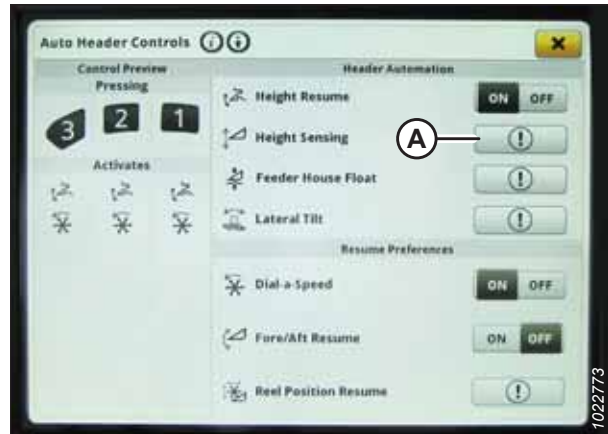 Auto Header Controls
Control Preview
Pressing
3 2 1
Activates
Header Automation
Height Resume ON OFF
Height Sensing A
Feeder House Float
Lateral Tilt
Resume Preferences
Dial-a-Speed ON OFF
Fore/Aft Resume ON OFF
Reel Position Resume
1022773